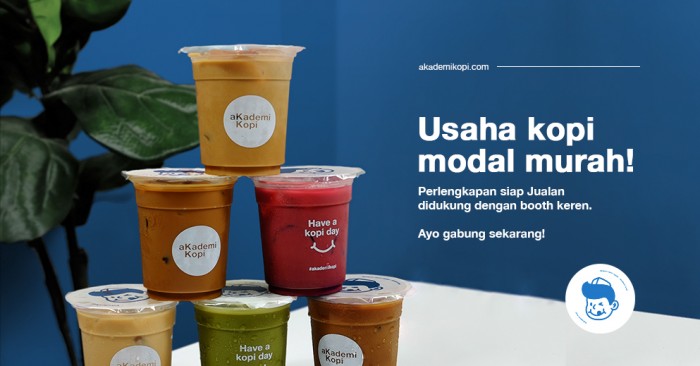 akademikopi.com
Usaha kopi
modal murah!
Perlengkapan siap Jualan
didukung dengan booth keren.
Ayo gabung sekarang!
aKademi
Kopi
aKademi
Kopi
Have a
kopi day
#akademikopi
Have a
kopi day
aKademi
Kopi